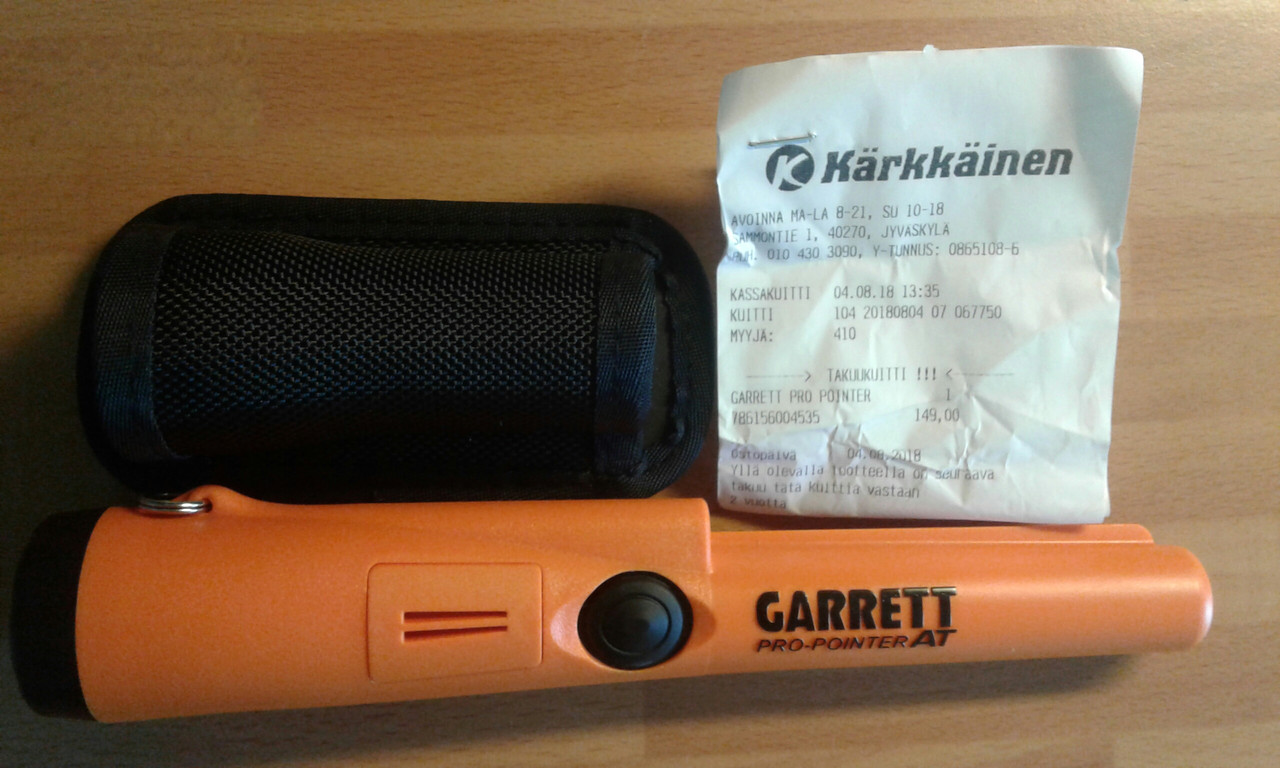 Kärkkäinen
AVOINNA MA-LA 8-21, SU 10-18
SAMMONTIE 1, 40270, JYVÄSKYLÄ
PUH. 010 430 3090, Y-TUNNUS: 0865108-6
KASSAKUITTI 04.08.18 13:35
KUITTI 104 20180804 07 067750
MYYJÄ: 410
----------> TAKUUKUITTI !!! <----------
GARRETT PRO POINTER 1
786156004535 149,00
Ostopäivä 04.08.2018
Yllä olevalla tuotteella on seuraava
takuu tätä kuittia vastaan
2 vuotta
GARRETT
PRO-POINTER AT